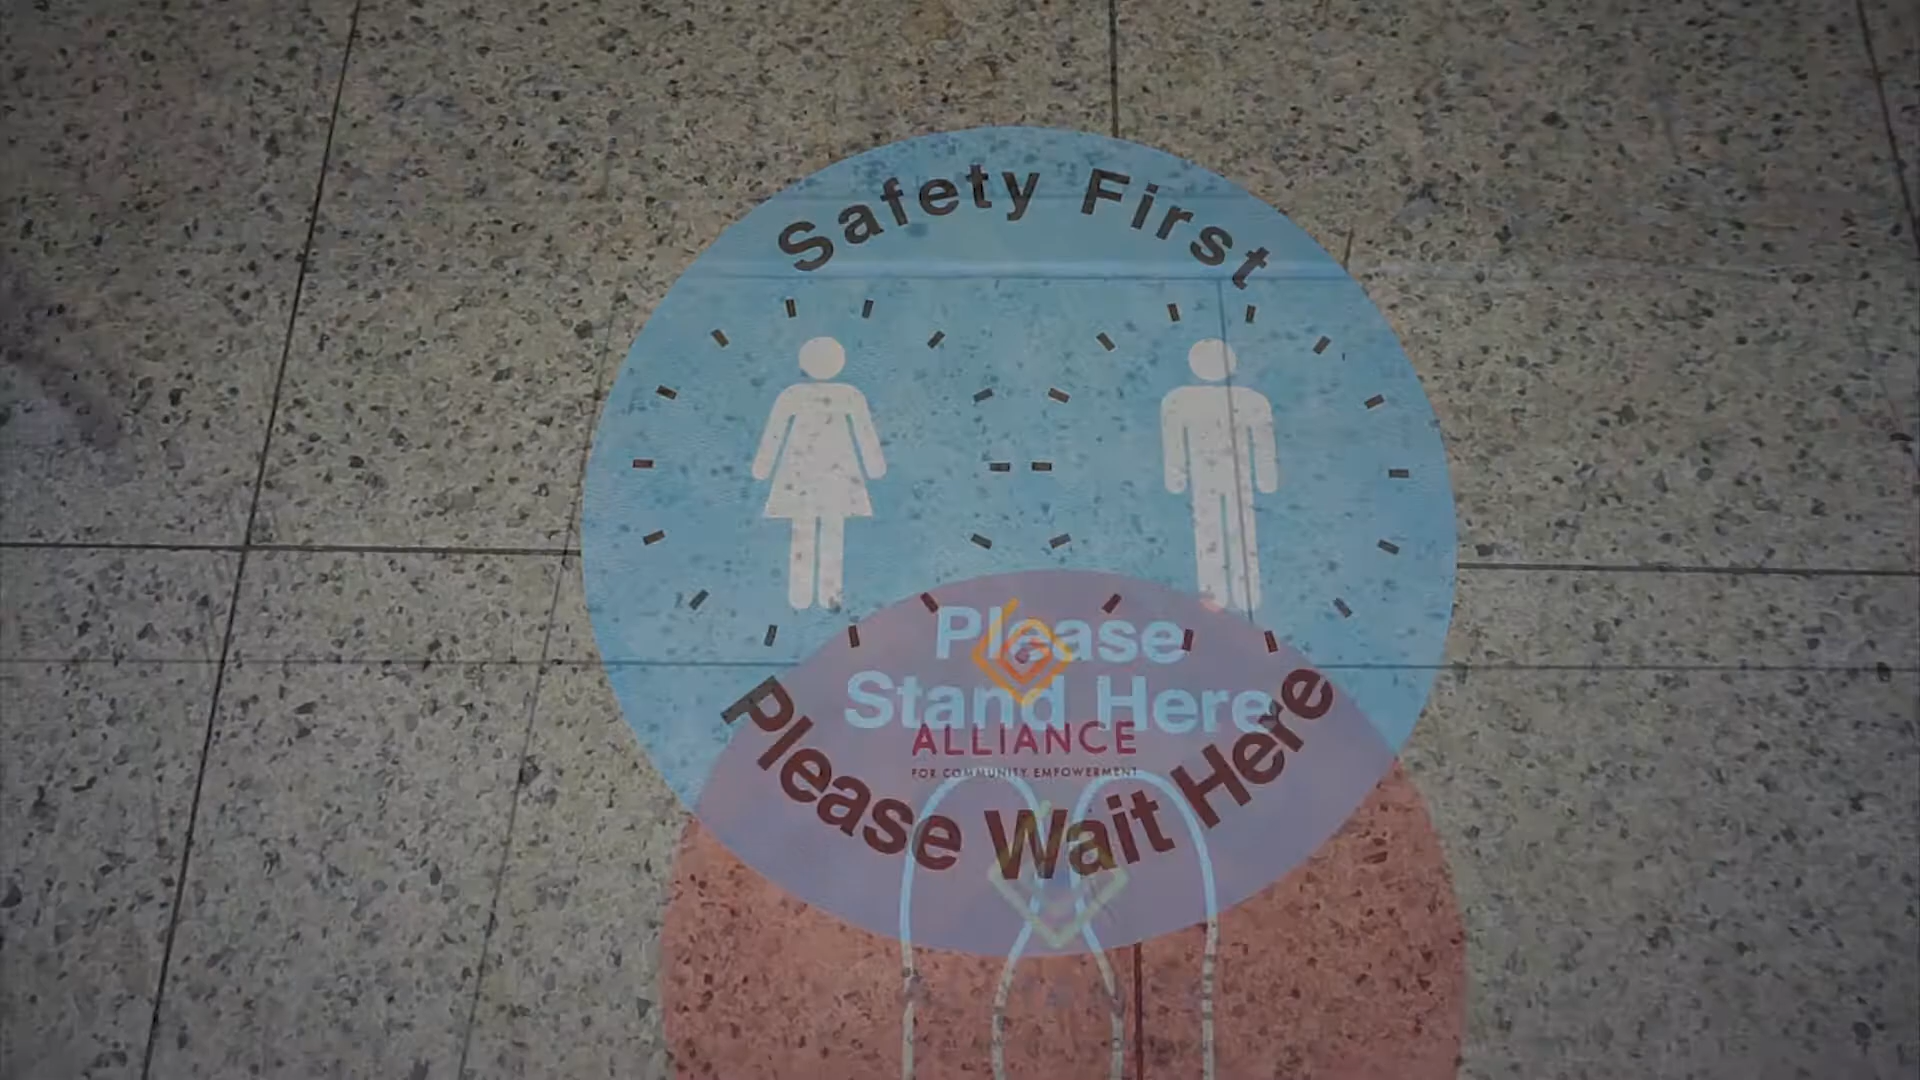 Safety First
Please
Stand Here
ALLIANCE
FOR COMMUNITY EMPOWERMENT
Please Wait Here